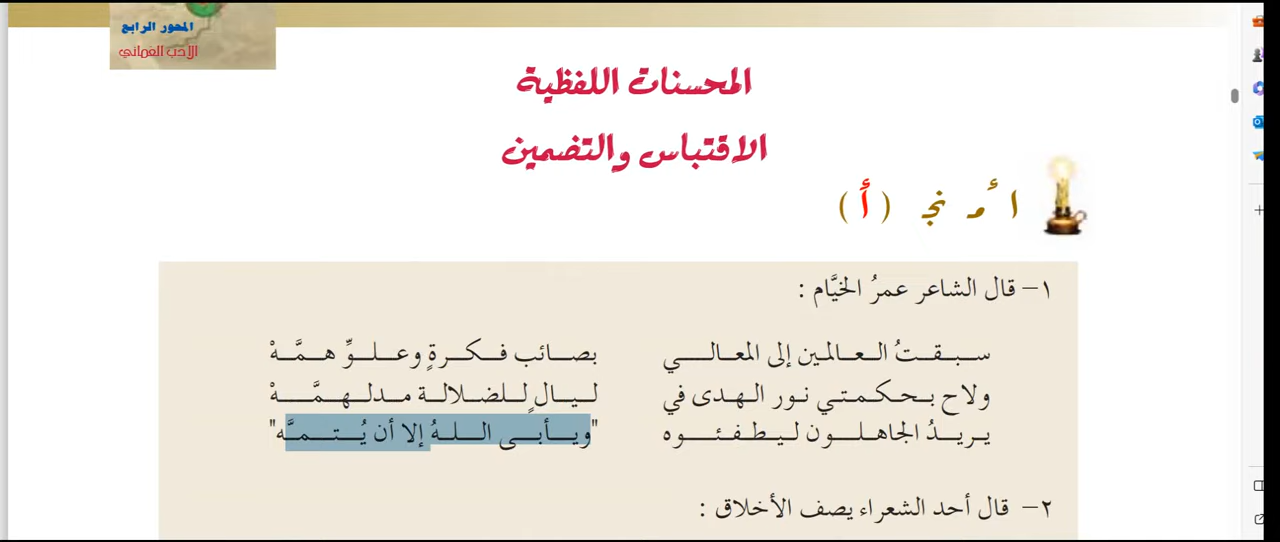 المحور الرابع
الأدب العماني
المحسنات اللفظية
الاقتباس والتضمين
(أ)
١- قال الشاعر عمرُ الخيَّام :
سبقتُ العالمين إلى المعالي بصائب فكرةٍ وعلوِّ همَّهْ
ولاح بحكمتي نور الهدى في ليالٍ للضلالة مدلهمَّهْ
يريدُ الجاهلون ليطفئوه "ويأبى اللهُ إلا أن يُتمَّه"
٢- قال أحد الشعراء يصف الأخلاق :